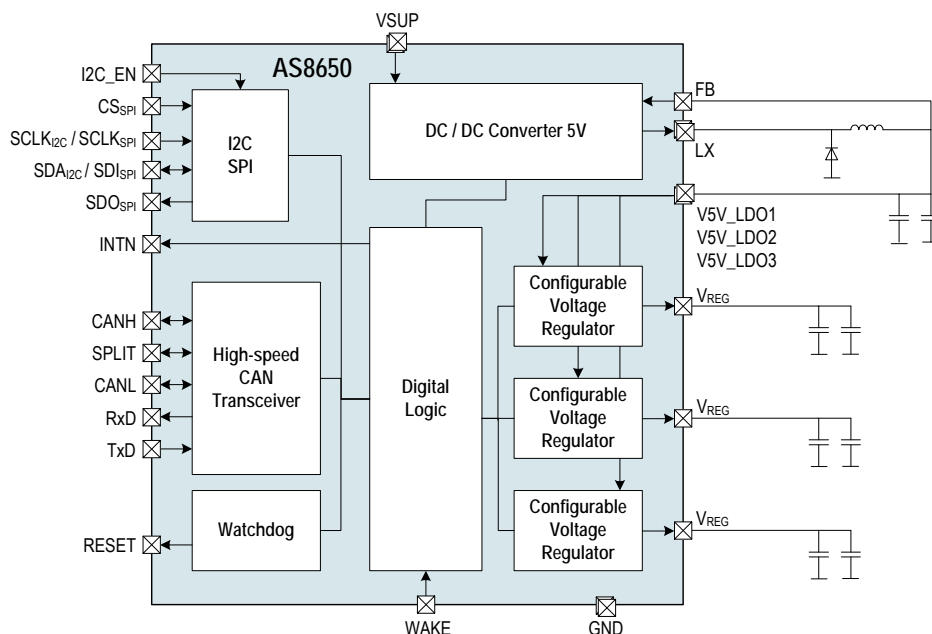 VSUP
AS8650
I2C_EN
CSSPI
SCLKI2C / SCLKSPI
SDAI2C / SDISPI
SDOSPI
INTN
CANH
SPLIT
CANL
RxD
TxD
RESET
I2C
SPI
High-speed
CAN
Transceiver
Watchdog
Digital
Logic
DC / DC Converter 5V
Configurable
Voltage
Regulator
Configurable
Voltage
Regulator
Configurable
Voltage
Regulator
FB
LX
V5V_LDO1
V5V_LDO2
V5V_LDO3
VREG
VREG
VREG
WAKE
GND